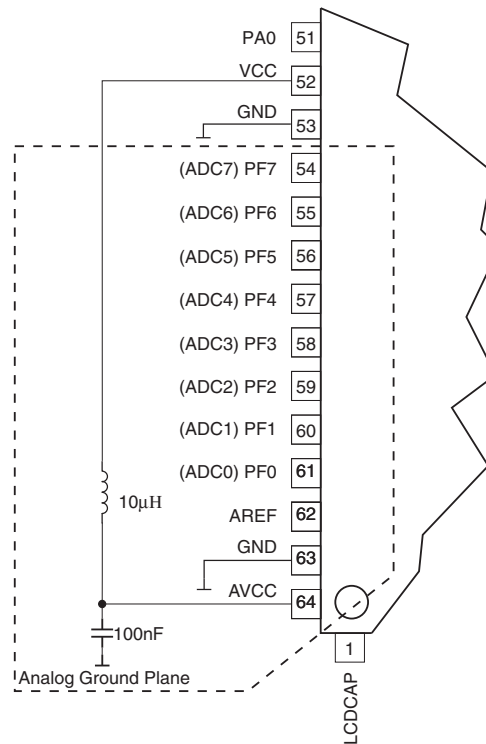 PA0 51
VCC 52
GND 53
(ADC7) PF7 54
(ADC6) PF6 55
(ADC5) PF5 56
(ADC4) PF4 57
(ADC3) PF3 58
(ADC2) PF2 59
(ADC1) PF1 60
(ADC0) PF0 61
10μH
AREF 62
GND 63
AVCC 64
100nF
1
Analog Ground Plane
LCDCAP